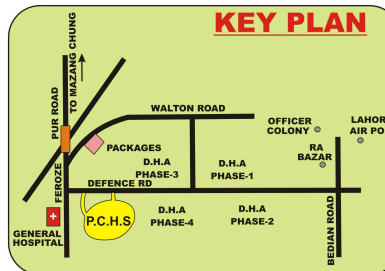 KEY PLAN
TO MAZANG CHUNG
FEROZE PUR ROAD
WALTON ROAD
PACKAGES
OFFICER
COLONY
LAHOR
AIR PO
RA
BAZAR
D.H.A
PHASE-3
D.H.A
PHASE-1
DEFENCE RD
P.C.H.S
D.H.A
PHASE-4
D.H.A
PHASE-2
GENERAL
HOSPITAL
BEDIAN ROAD